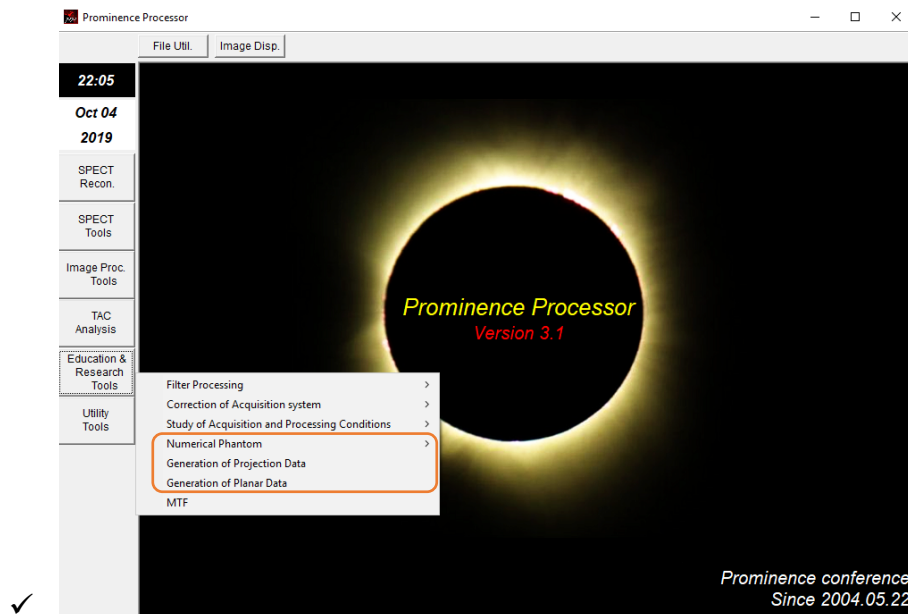 Prominence Processor
File Util.
Image Disp.
22:05
Oct 04
2019
SPECT
Recon.
SPECT
Tools
Image Proc.
Tools
TAC
Analysis
Education &
Research
Tools
Utility
Tools
Filter Processing
Correction of Acquisition system
Study of Acquisition and Processing Conditions
Numerical Phantom
Generation of Projection Data
Generation of Planar Data
MTF
Prominence Processor
Version 3.1
Prominence conference
Since 2004.05.22